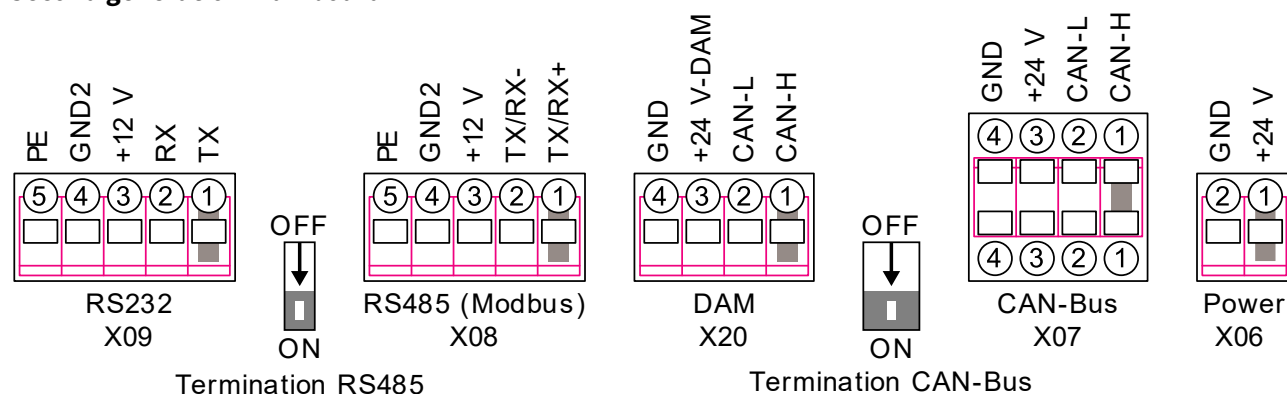 PE GND2 +12 V RX TX
5 4 3 2 1
RS232
X09
OFF
ON
Termination RS485
PE GND2 +12 V TX/RX- TX/RX+
5 4 3 2 1
RS485 (Modbus)
X08
GND +24 V-DAM CAN-L CAN-H
4 3 2 1
DAM
X20
OFF
ON
Termination CAN-Bus
GND +24 V CAN-L CAN-H
4 3 2 1
4 3 2 1
CAN-Bus
X07
GND +24 V
2 1
Power
X06